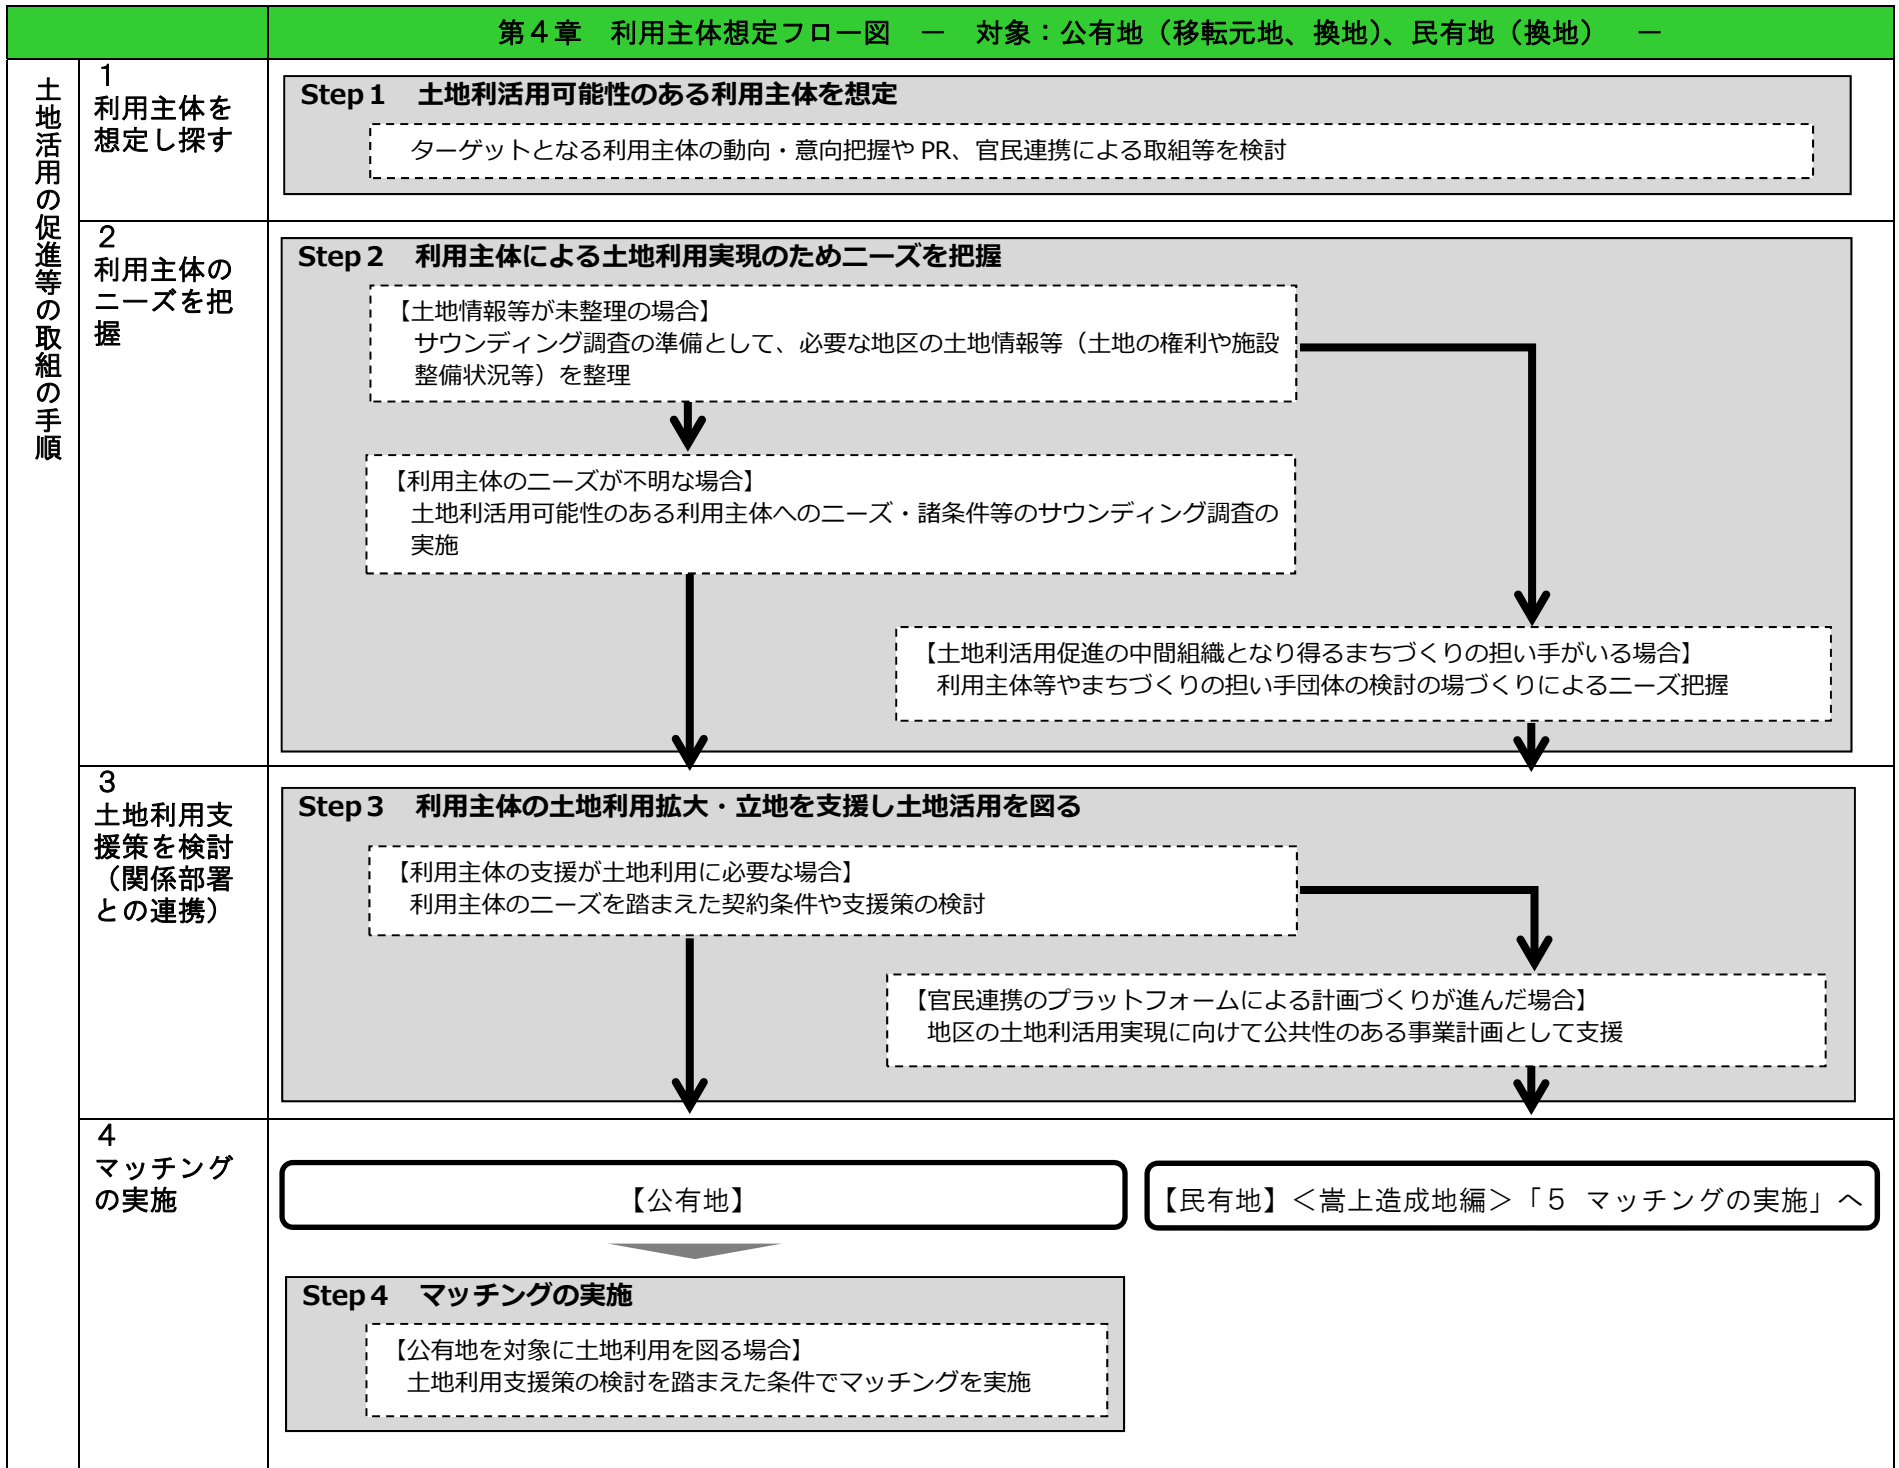 第４章　利用主体想定フロー図　－　対象：公有地（移転元地、換地）、民有地（換地）　－
土地活用の促進等の取組の手順
１
利用主体を
想定し探す
Step１　土地利活用可能性のある利用主体を想定
ターゲットとなる利用主体の動向・意向把握や PR、官民連携による取組等を検討
２
利用主体の
ニーズを把
握
Step２　利用主体による土地利用実現のためニーズを把握
【土地情報等が未整理の場合】
サウンディング調査の準備として、必要な地区の土地情報等（土地の権利や施設
整備状況等）を整理
【利用主体のニーズが不明な場合】
土地利活用可能性のある利用主体へのニーズ・諸条件等のサウンディング調査の
実施
【土地利活用促進の中間組織となり得るまちづくりの担い手がいる場合】
利用主体等やまちづくりの担い手団体の検討の場づくりによるニーズ把握
３
土地利用支
援策を検討
（関係部署
との連携）
Step３　利用主体の土地利用拡大・立地を支援し土地活用を図る
【利用主体の支援が土地利用に必要な場合】
利用主体のニーズを踏まえた契約条件や支援策の検討
【官民連携のプラットフォームによる計画づくりが進んだ場合】
地区の土地利活用実現に向けて公共性のある事業計画として支援
４
マッチング
の実施
【公有地】
【民有地】＜嵩上造成地編＞「５　マッチングの実施」へ
Step４　マッチングの実施
【公有地を対象に土地利用を図る場合】
土地利用支援策の検討を踏まえた条件でマッチングを実施